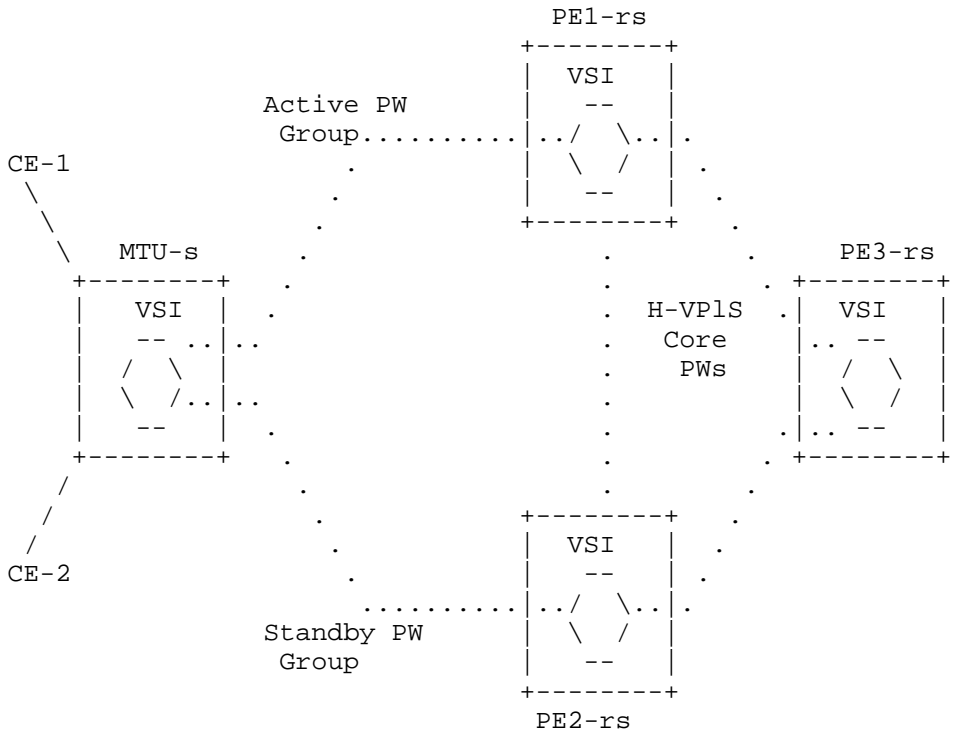 PE1-rs
VSI
Active PW
Group
CE-1
MTU-s
PE3-rs
VSI
H-VPlS
VSI
Core
PWs
VSI
CE-2
Standby PW
Group
PE2-rs